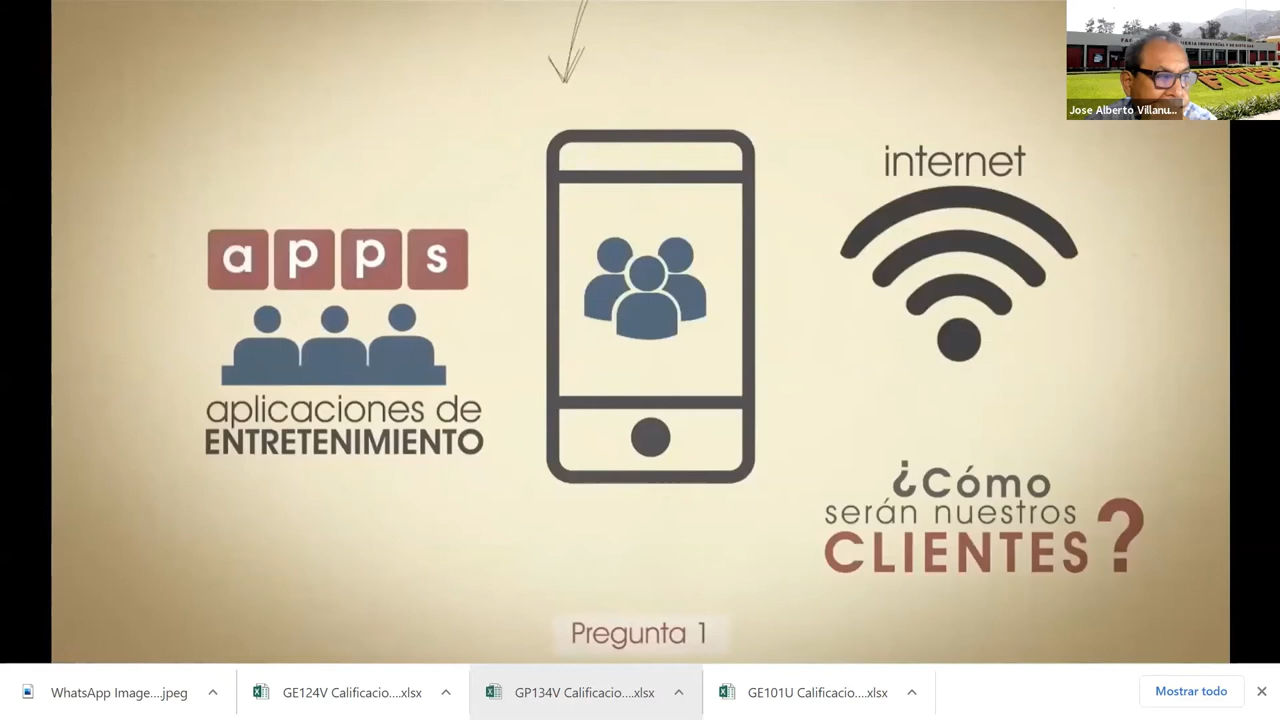 Jose Alberto Villanu...
apps
aplicaciones de
ENTRETENIMIENTO
internet
¿Cómo
serán nuestros
CLIENTES?
Pregunta 1
WhatsApp Image....jpeg
GE124V Calificacio....xlsx
GP134V Calificacio....xlsx
GE101U Calificacio....xlsx
Mostrar todo